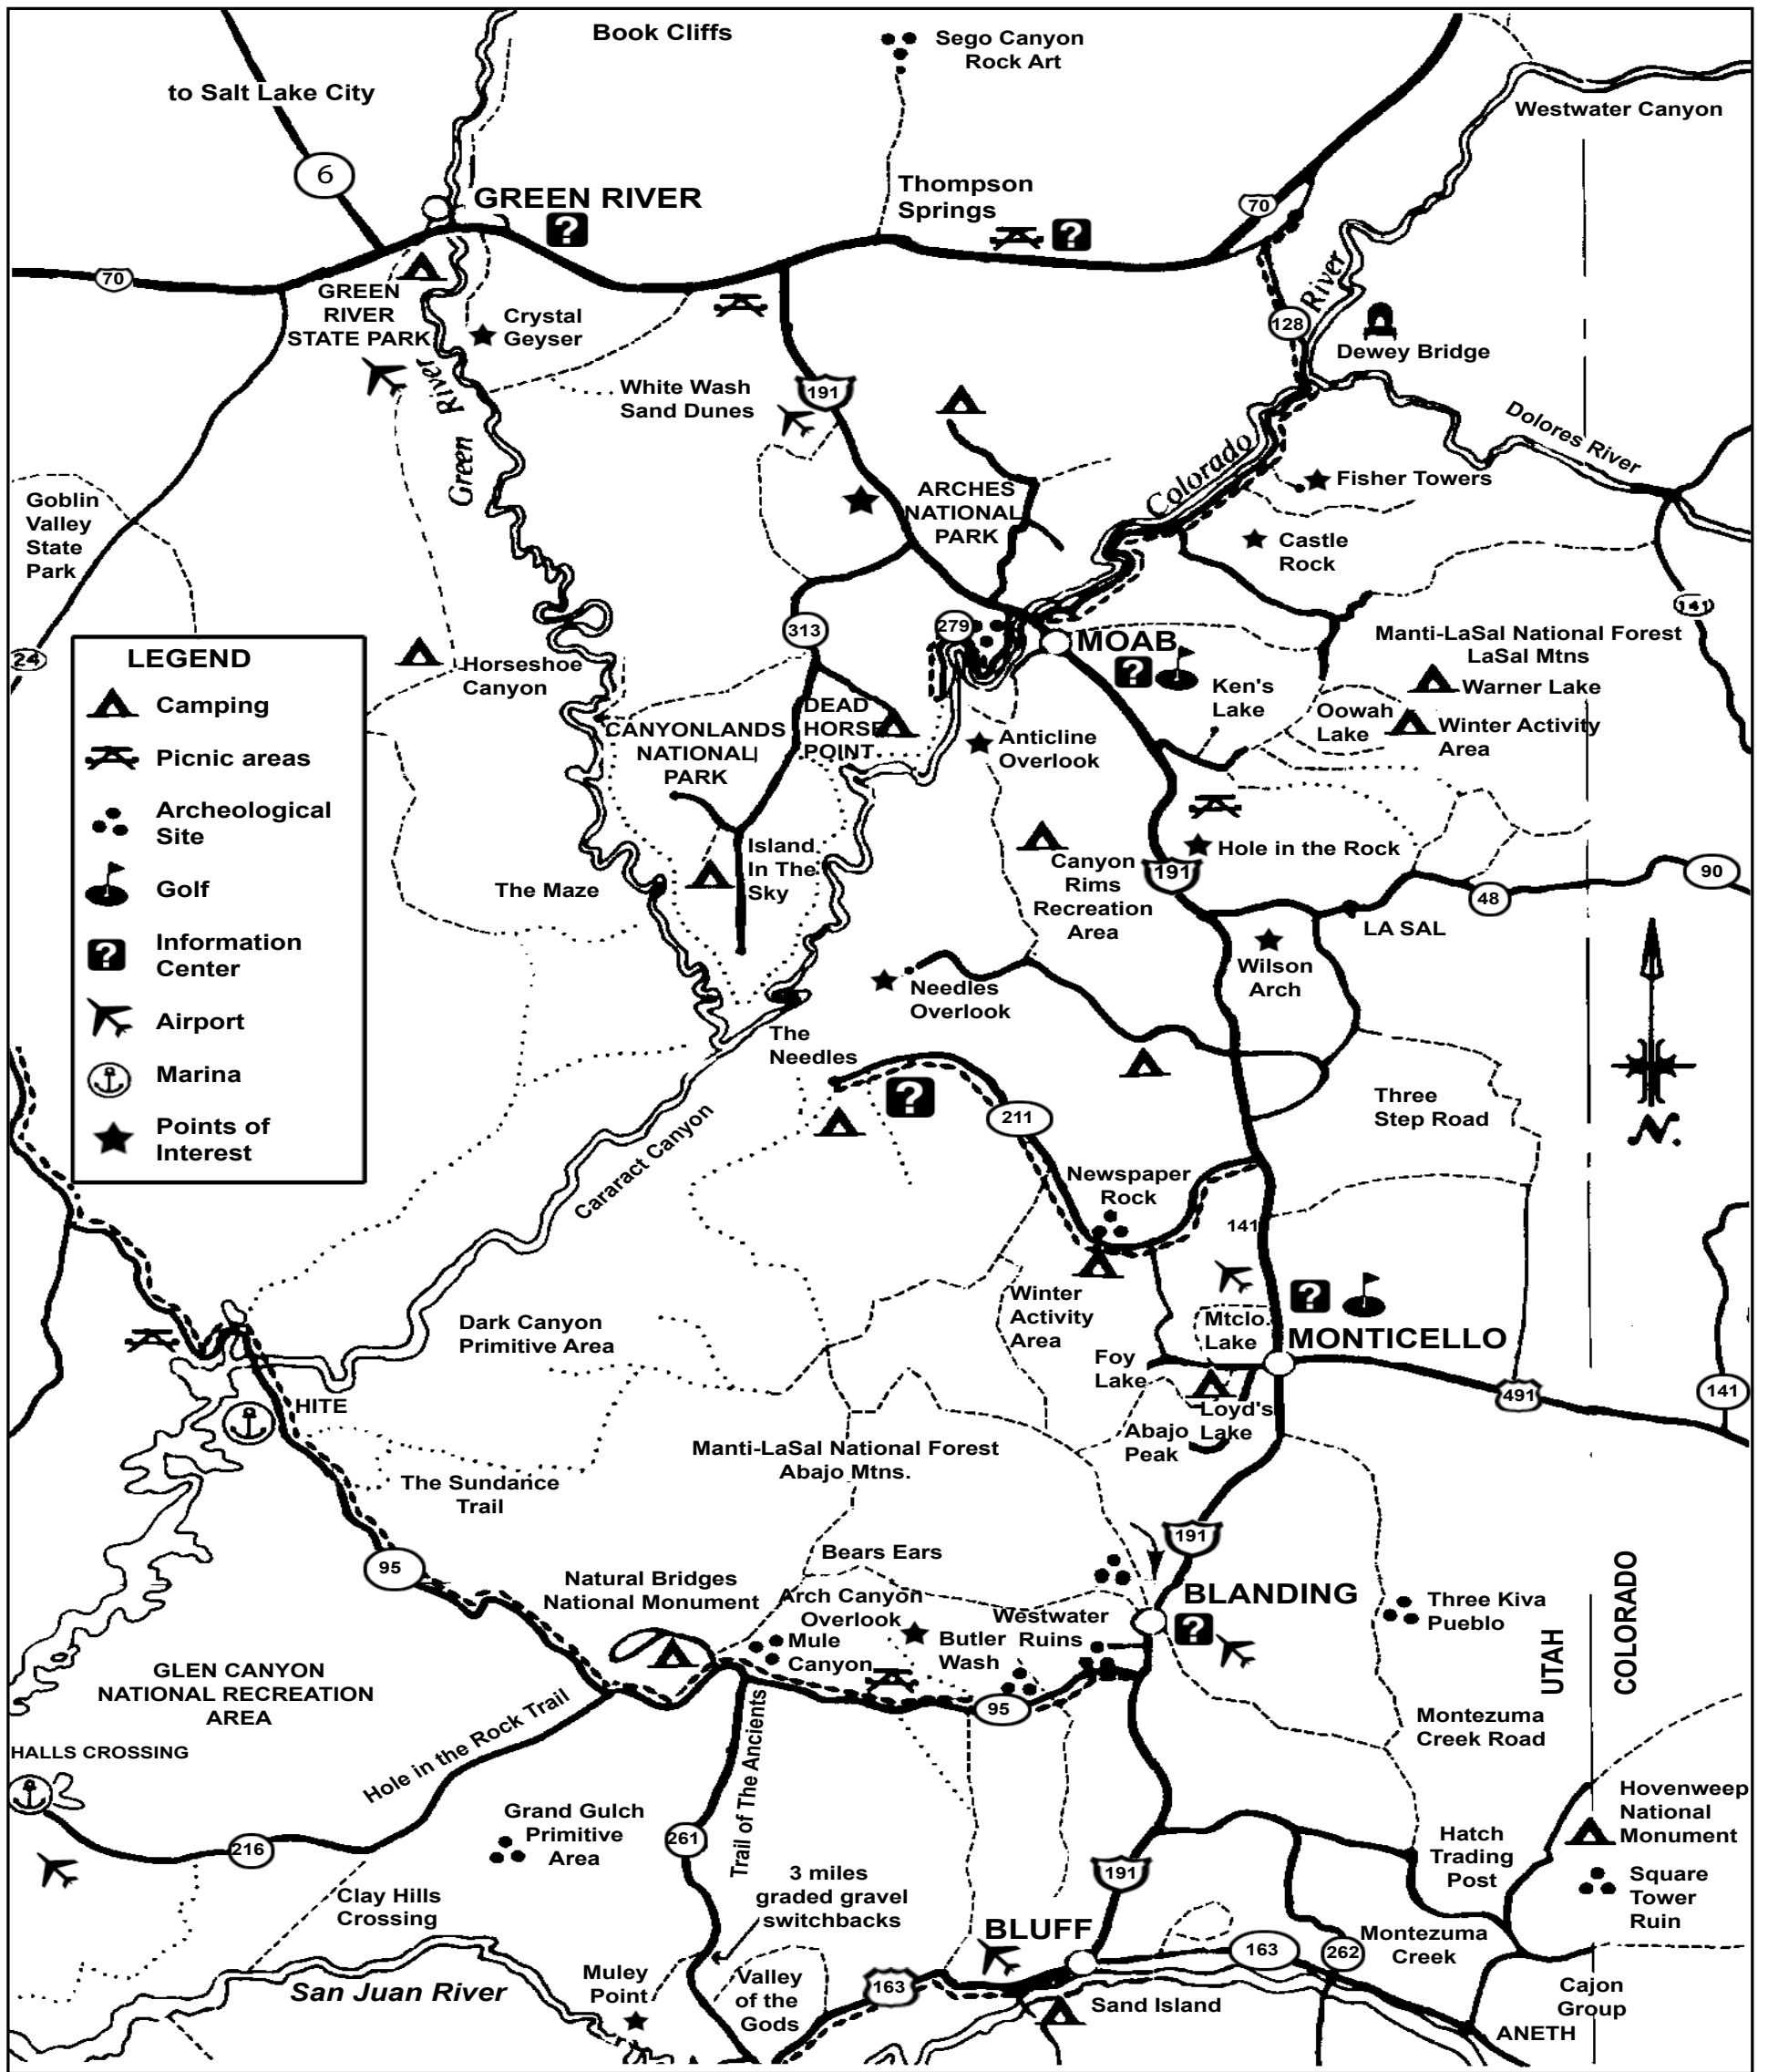 Book Cliffs
Sego Canyon
Rock Art
to Salt Lake City
Westwater Canyon
6
GREEN RIVER
?
Thompson
Springs
?
70
70
River
GREEN
RIVER
STATE PARK
Crystal
Geyser
128
Dewey Bridge
Green River
White Wash
Sand Dunes
191
Dolores River
Colorado
Goblin
Valley
State
Park
ARCHES
NATIONAL
PARK
Fisher Towers
Castle
Rock
24
313
279
MOAB
?
141
Manti-LaSal National Forest
LaSal Mtns
Warner Lake
Winter Activity
Area
Ken's
Lake
Oowah
Lake
LEGEND
Camping
Picnic areas
Archeological
Site
Golf
?
Information
Center
Airport
Marina
Points of
Interest
Horseshoe
Canyon
CANYONLANDS
NATIONAL
PARK
DEAD
HORSE
POINT
Anticline
Overlook
Island
In The
Sky
The Maze
Canyon
Rims
Recreation
Area
Hole in the Rock
191
90
48
LA SAL
Wilson
Arch
Needles
Overlook
The
Needles
?
211
Three
Step Road
N.
Cararact Canyon
Newspaper
Rock
141
Winter
Activity
Area
?
Mtclo.
Lake
MONTICELLO
Foy
Lake
Loyd's
Lake
Abajo
Peak
491
141
Dark Canyon
Primitive Area
HITE
Manti-LaSal National Forest
Abajo Mtns.
The Sundance
Trail
95
191
Bears Ears
Natural Bridges
National Monument
Arch Canyon
Overlook
Mule
Canyon
Butler
Wash
Westwater
Ruins
BLANDING
?
Three Kiva
Pueblo
UTAH
COLORADO
GLEN CANYON
NATIONAL RECREATION
AREA
95
Montezuma
Creek Road
HALLS CROSSING
Hole in the Rock Trail
Trail of The Ancients
Hovenweep
National
Monument
Grand Gulch
Primitive
Area
216
261
191
Hatch
Trading
Post
Square
Tower
Ruin
3 miles
graded gravel
switchbacks
Clay Hills
Crossing
BLUFF
163
262
Montezuma
Creek
San Juan River
Muley
Point
Valley
of the
Gods
163
Sand Island
Cajon
Group
ANETH